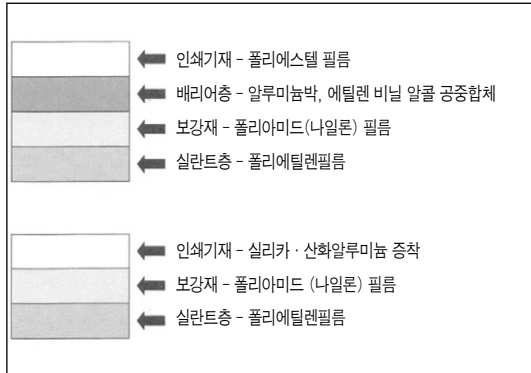 인쇄기재 - 폴리에스텔 필름
배리어층 - 알루미늄박, 에틸렌 비닐 알콜 공중합체
보강재 - 폴리아미드(나일론) 필름
실란트층 - 폴리에틸렌필름
인쇄기재 - 실리카 · 산화알루미늄 증착
보강재 - 폴리아미드 (나일론) 필름
실란트층 - 폴리에틸렌필름